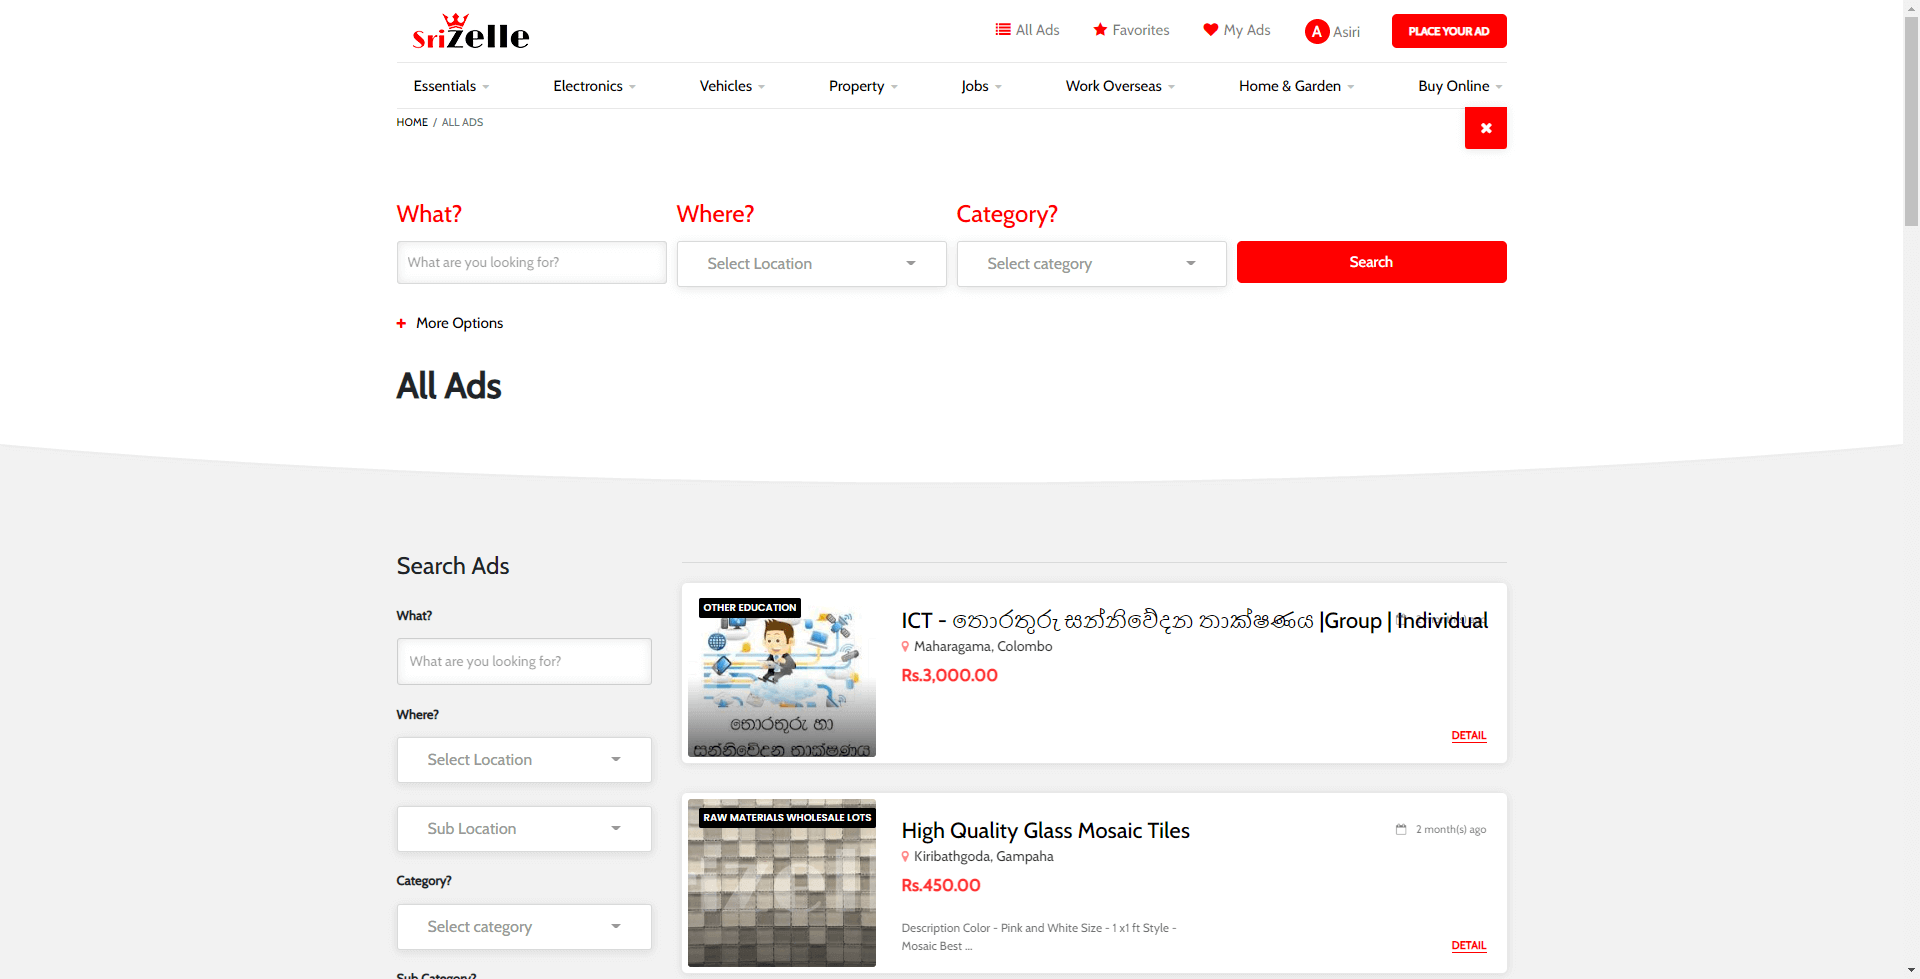 SriZelle
All Ads
Favorites
My Ads
A Asiri
PLACE YOUR AD
Essentials
Electronics
Vehicles
Property
Jobs
Work Overseas
Home & Garden
Buy Online
HOME / ALL ADS
What?
Where?
Category?
What are you looking for?
Select Location
Select category
Search
More Options
All Ads
Search Ads
What?
What are you looking for?
Where?
Select Location
Sub Location
Category?
Select category
Sub Category?
OTHER EDUCATION
තොරතුරු හා
සන්නිවේදන තාක්ෂණය
ICT - තොරතුරු සන්නිවේදන තාක්ෂණය |Group | Individual
Maharagama, Colombo
Rs.3,000.00
DETAIL
RAW MATERIALS WHOLESALE LOTS
High Quality Glass Mosaic Tiles
2 month(s) ago
Kiribathgoda, Gampaha
Rs.450.00
Description Color - Pink and White Size - 1 x1 ft Style -
Mosaic Best ...
DETAIL